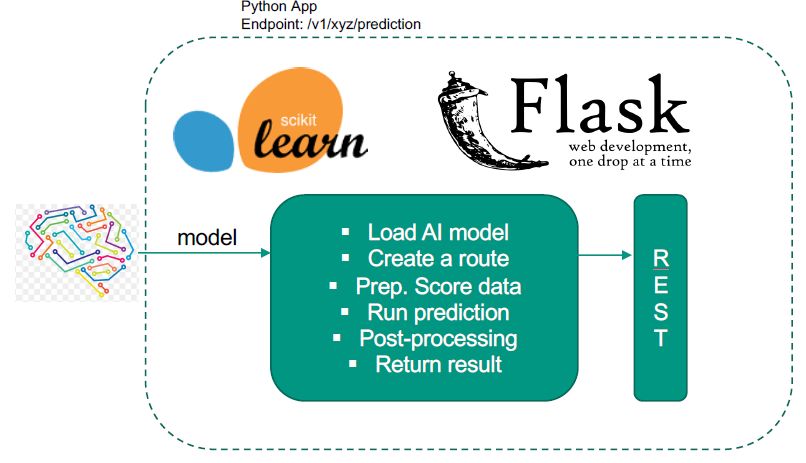 Python App
Endpoint: /v1/xyz/prediction
scikit
learn
Flask
web development,
one drop at a time
model
▪ Load AI model
▪ Create a route
▪ Prep. Score data
▪ Run prediction
▪ Post-processing
▪ Return result
R
E
S
T